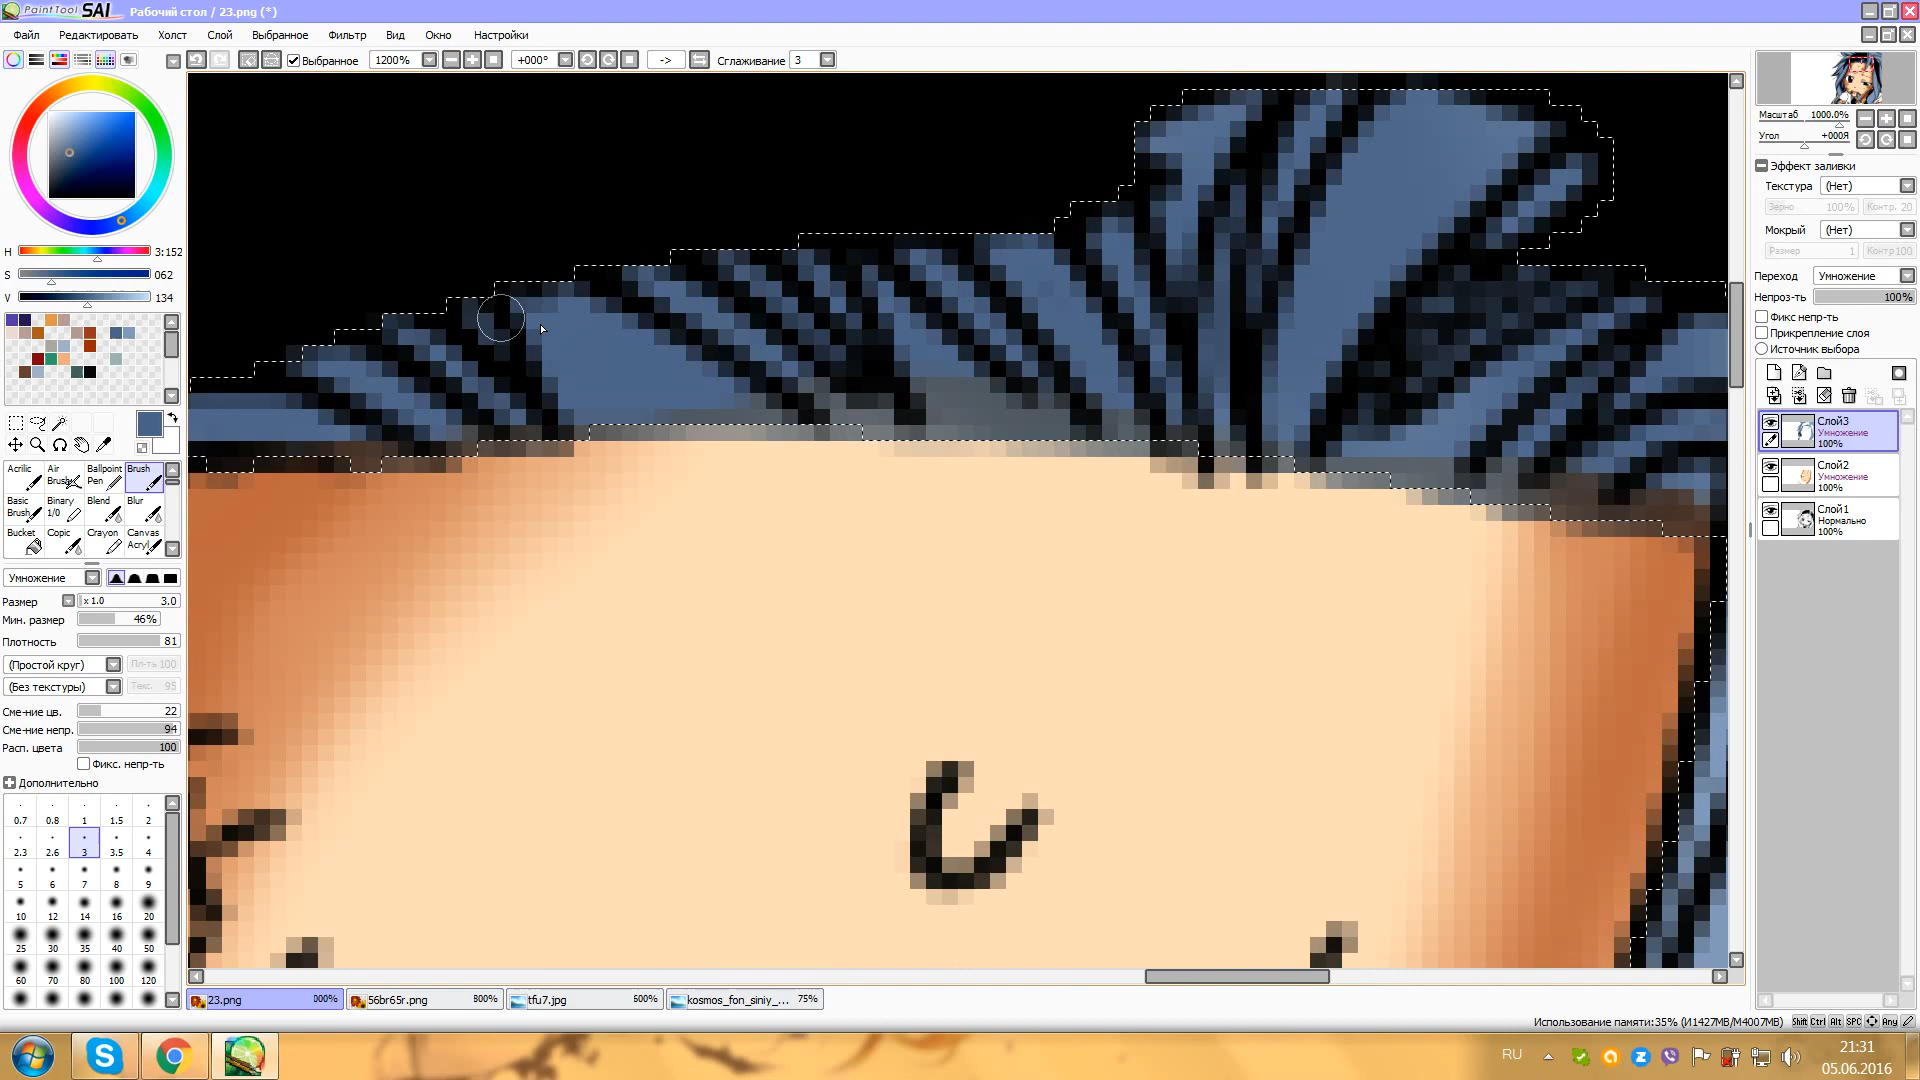 PaintTool SAI Рабочий стол / 23.png (*)
Файл Редактировать Холст Слой Выбранное Фильтр Вид Окно Настройки
Выбранное 1200% +000° -> Сглаживание 3
H 3:152
S 062
V 134
Acrilic Air Brush Ballpoint Pen Brush
Basic Brush Binary 1/0 Blend Blur
Bucket Copic Crayon Canvas Acryl
Умножение
Размер x 1.0 3.0
Мин. размер 46%
Плотность 81
(Простой круг) Пл-ть 100
(Без текстуры) Текс. 95
Сме-ние цв. 22
Сме-ние непр. 94
Расп. цвета 100
Фикс. непр-ть
Дополнительно
0.7 0.8 1 1.5 2
2.3 2.6 3 3.5 4
5 6 7 8 9
10 12 14 16 20
25 30 35 40 50
60 70 80 100 120
Масштаб 1000.0%
Угол +000Я
Эффект заливки
Текстура (Нет)
Зерно 100% Контр. 20
Мокрый (Нет)
Размер 1 Контр 100
Переход Умножение
Непроз-ть 100%
Фикс непр-ть
Прикрепление слоя
Источник выбора
Слой3
Умножение
100%
Слой2
Умножение
100%
Слой1
Нормально
100%
23.png 000% 56br65r.png 800% tfu7.jpg 600% kosmos_fon_siniy_... 75%
Использование памяти:35% (И1427МВ/М4007МВ) Shift Ctrl Alt SPC Any
RU
21:31
05.06.2016